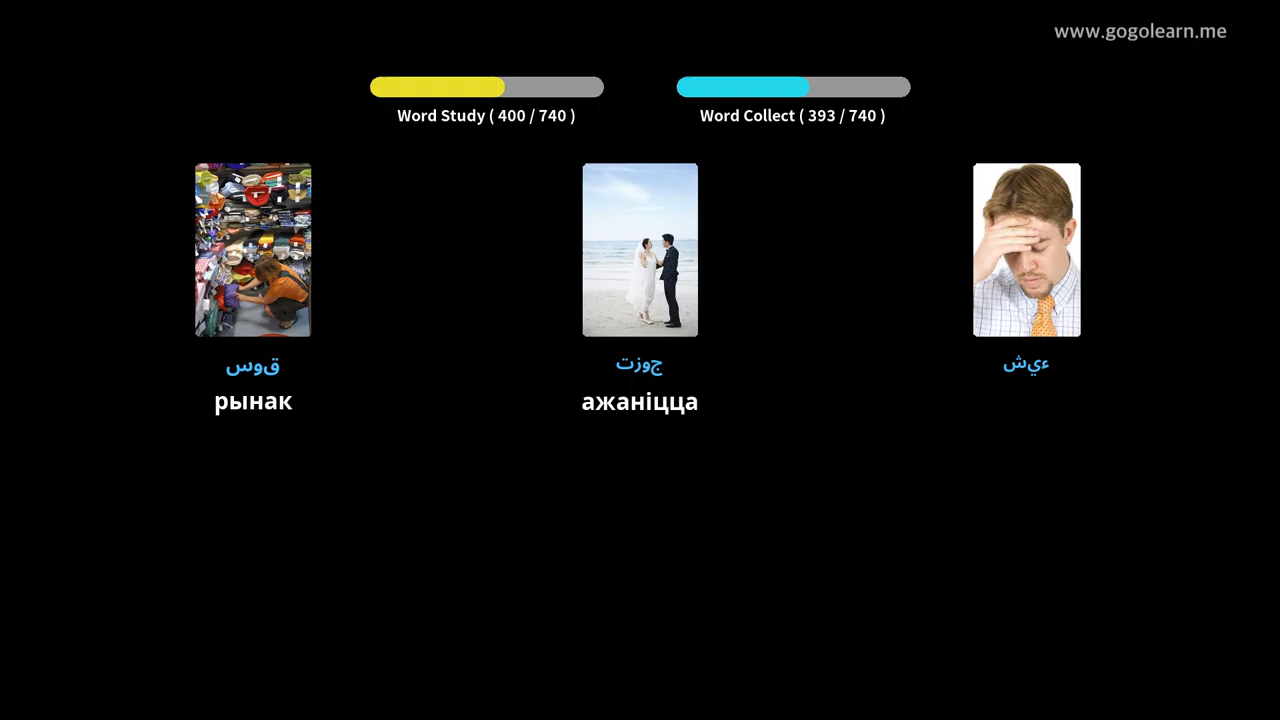 www.gogolearn.me
Word Study ( 400 / 740 )
Word Collect ( 393 / 740 )
قوس
جوزت
ءيش
рынак
ажаніцца